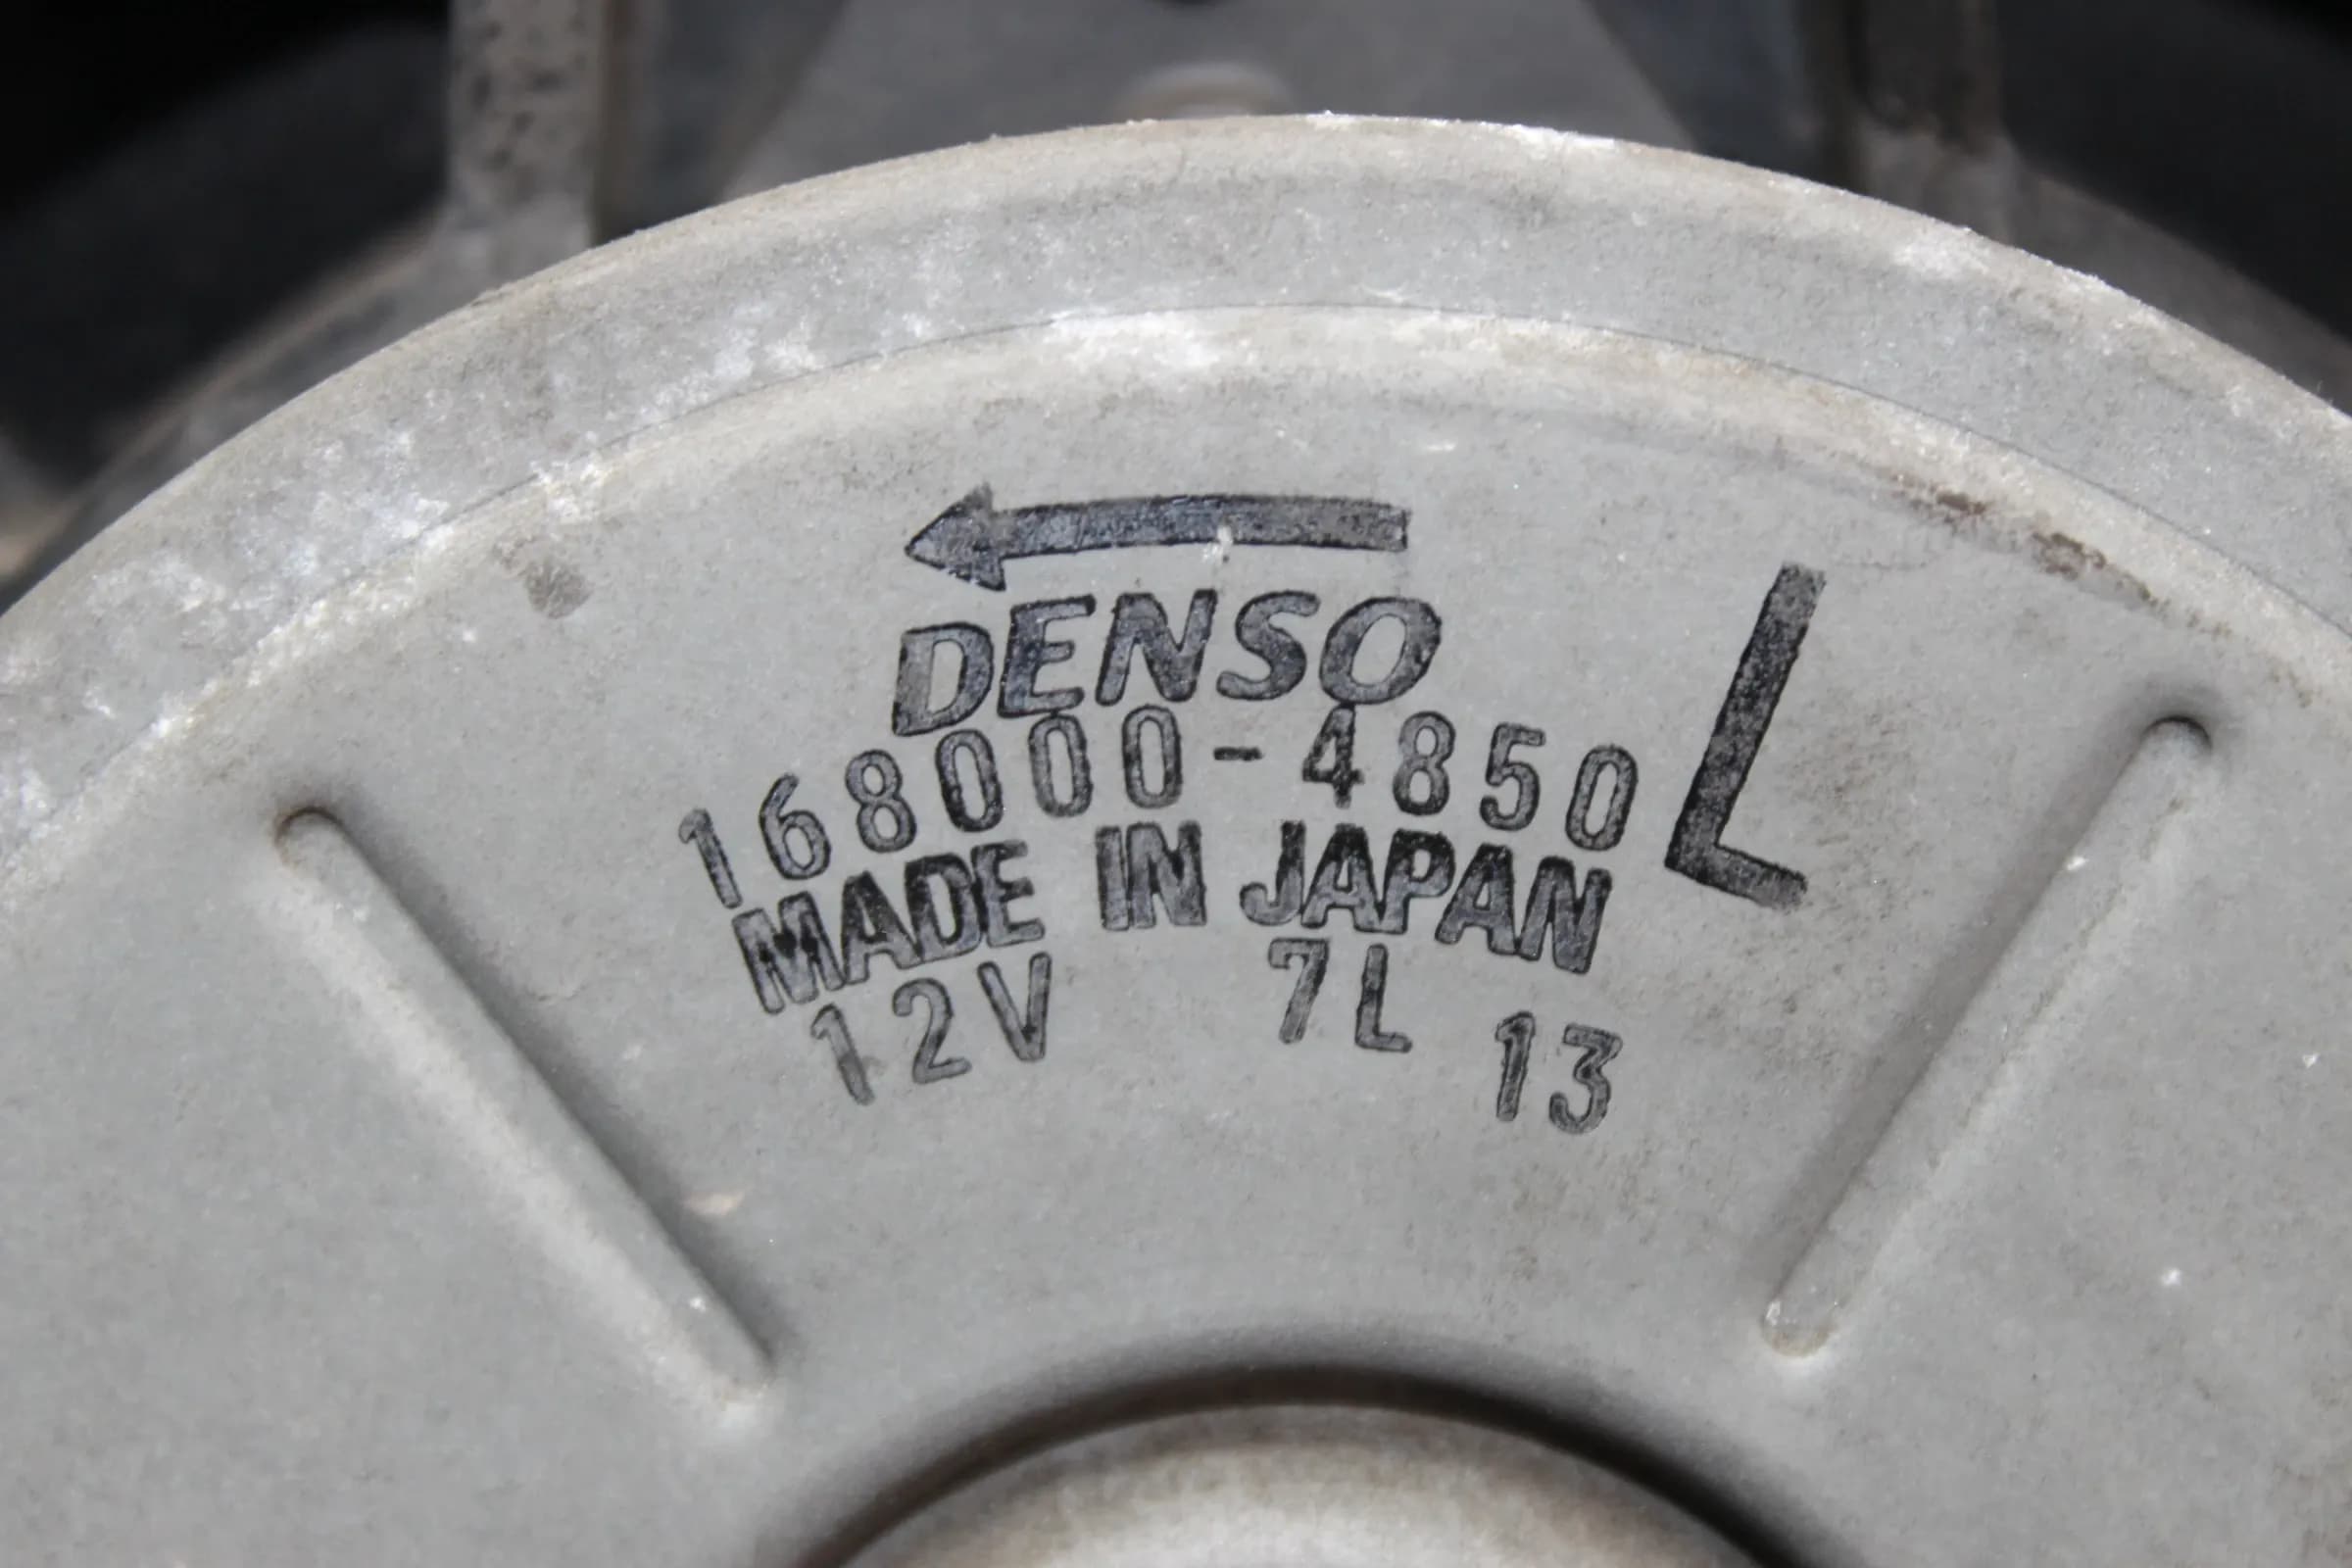 DENSO
168000-4850 L
MADE IN JAPAN
12V 7L 13